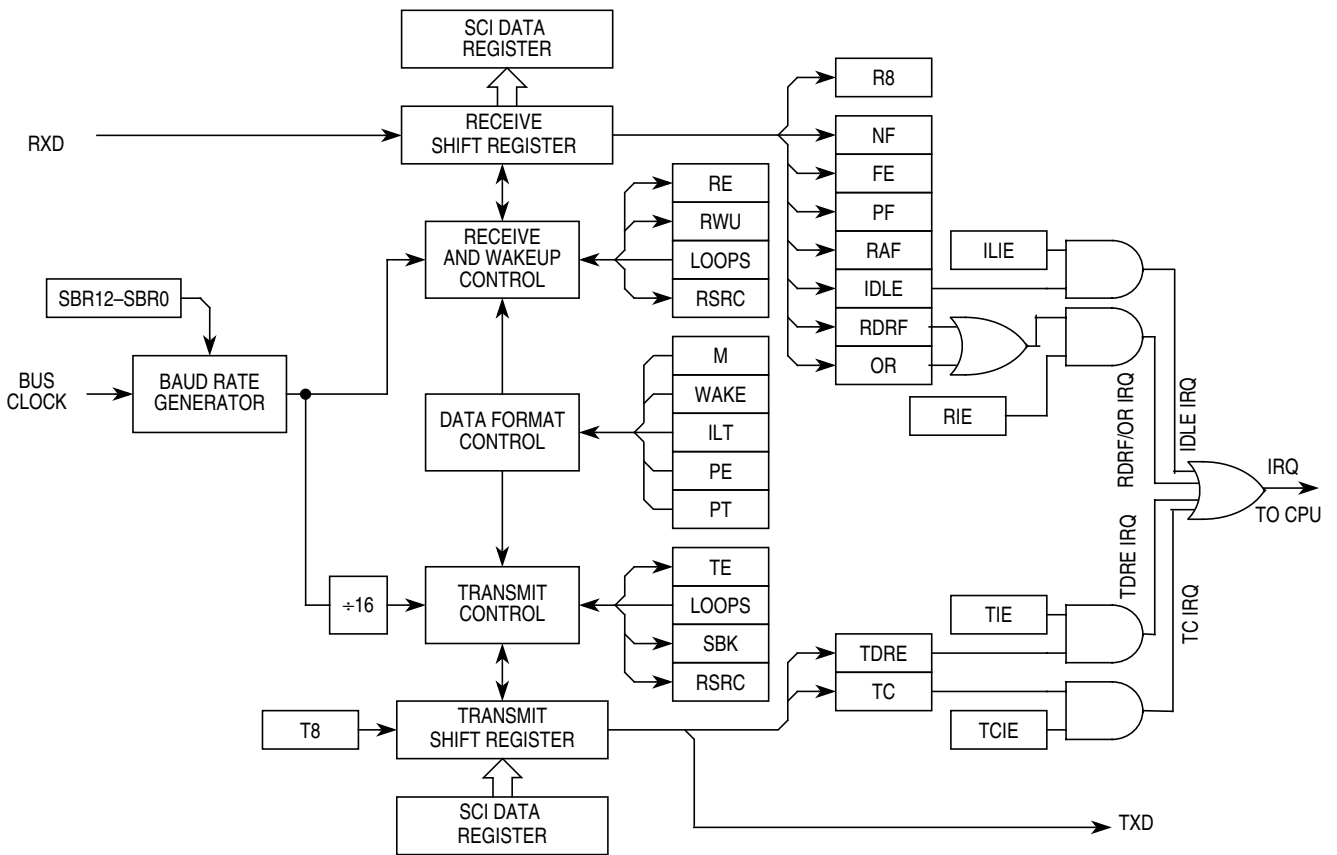 SCI DATA
REGISTER
RXD
RECEIVE
SHIFT REGISTER
R8
NF
FE
PF
RAF
IDLE
RDRF
OR
RE
RWU
LOOPS
RSRC
RECEIVE
AND WAKEUP
CONTROL
ILIE
RIE
SBR12–SBR0
BUS
CLOCK
BAUD RATE
GENERATOR
DATA FORMAT
CONTROL
M
WAKE
ILT
PE
PT
RDRF/OR IRQ
IDLE IRQ
IRQ
TO CPU
TDRE IRQ
TC IRQ
÷16
TRANSMIT
CONTROL
TE
LOOPS
SBK
RSRC
TIE
TDRE
TC
TCIE
T8
TRANSMIT
SHIFT REGISTER
SCI DATA
REGISTER
TXD